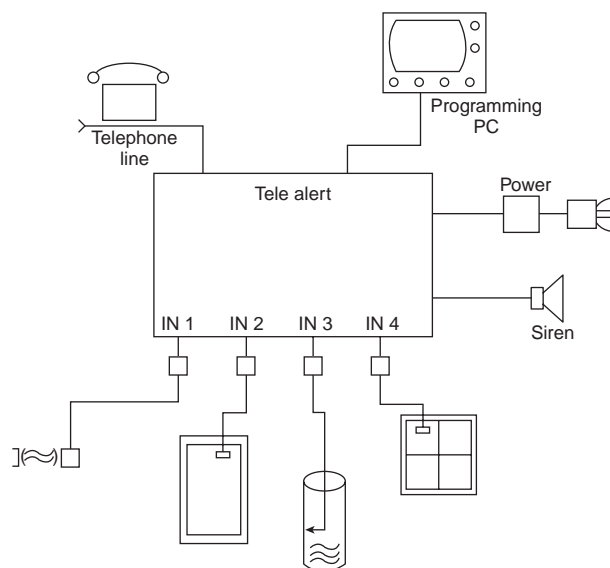 Telephone
line
Programming
PC
Tele alert
Power
Siren
IN 1 IN 2 IN 3 IN 4